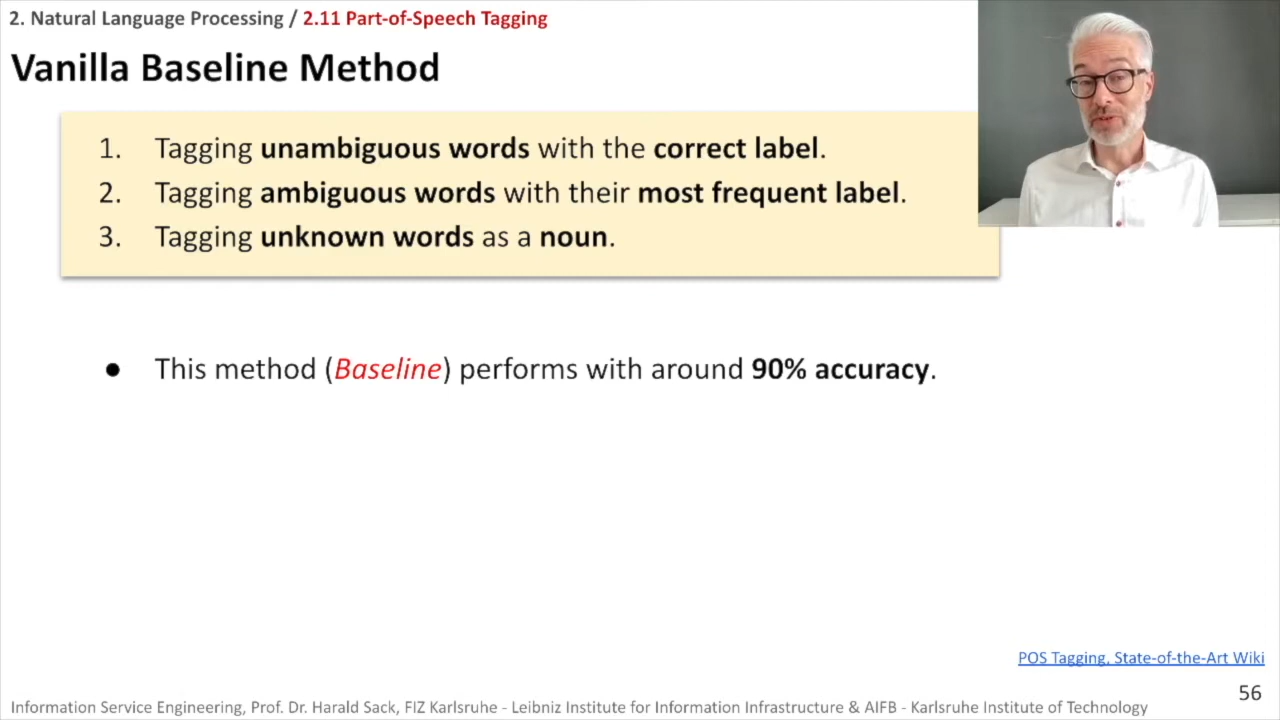 2. Natural Language Processing / 2.11 Part-of-Speech Tagging
Vanilla Baseline Method
1. Tagging unambiguous words with the correct label.
2. Tagging ambiguous words with their most frequent label.
3. Tagging unknown words as a noun.
● This method (Baseline) performs with around 90% accuracy.
POS Tagging, State-of-the-Art Wiki
56
Information Service Engineering, Prof. Dr. Harald Sack, FIZ Karlsruhe - Leibniz Institute for Information Infrastructure & AIFB - Karlsruhe Institute of Technology